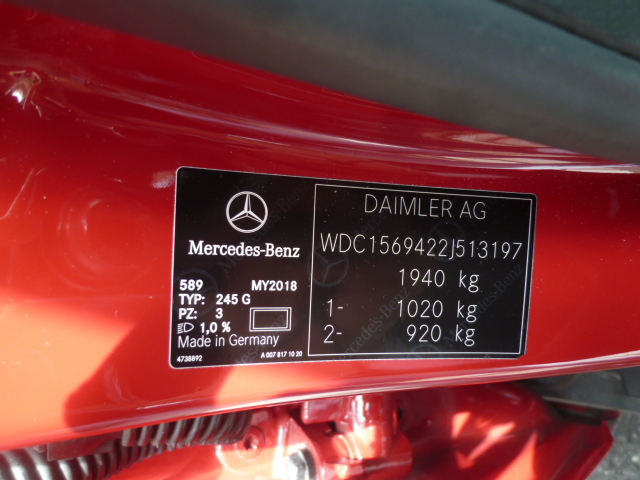 Mercedes-Benz
589 MY2018
TYP: 245 G
PZ: 3
1,0 %
Made in Germany
4738892 A 007 817 10 20
DAIMLER AG
WDC1569422J513197
1940 kg
1- 1020 kg
2- 920 kg